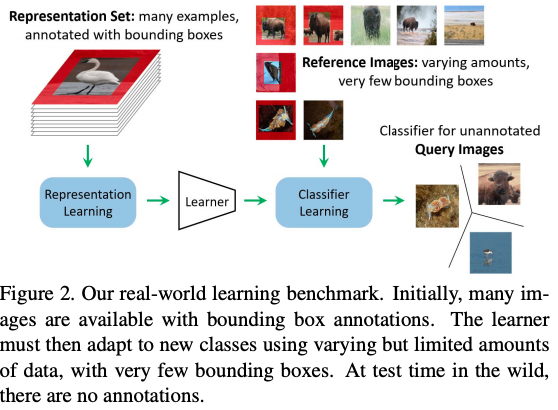 Representation Set: many examples,
annotated with bounding boxes
Reference Images: varying amounts,
very few bounding boxes
Classifier for unannotated
Query Images
Representation
Learning
Learner
Classifier
Learning
Figure 2. Our real-world learning benchmark. Initially, many im-
ages are available with bounding box annotations. The learner
must then adapt to new classes using varying but limited amounts
of data, with very few bounding boxes. At test time in the wild,
there are no annotations.